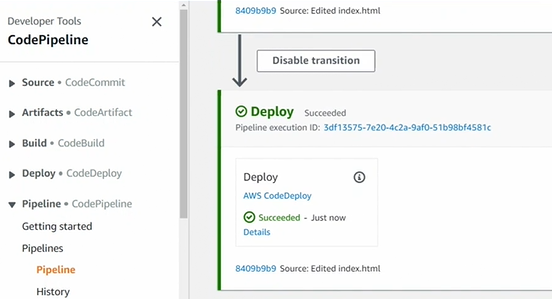 Developer Tools
CodePipeline
Source • CodeCommit
Artifacts • CodeArtifact
Build • CodeBuild
Deploy • CodeDeploy
Pipeline • CodePipeline
Getting started
Pipelines
Pipeline
History
8409b9b9 Source: Edited index.html
Disable transition
Deploy Succeeded
Pipeline execution ID: 3df13575-7e20-4c2a-9af0-51b98bf4581c
Deploy
AWS CodeDeploy
Succeeded - Just now
Details
8409b9b9 Source: Edited index.html